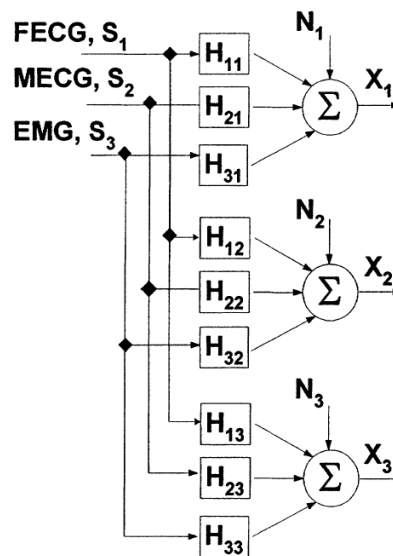 FECG, S1
H11
N1
MECG, S2
H21
Σ
X1
EMG, S3
H31
N2
H12
X2
H22
Σ
H32
N3
H13
X3
H23
Σ
H33